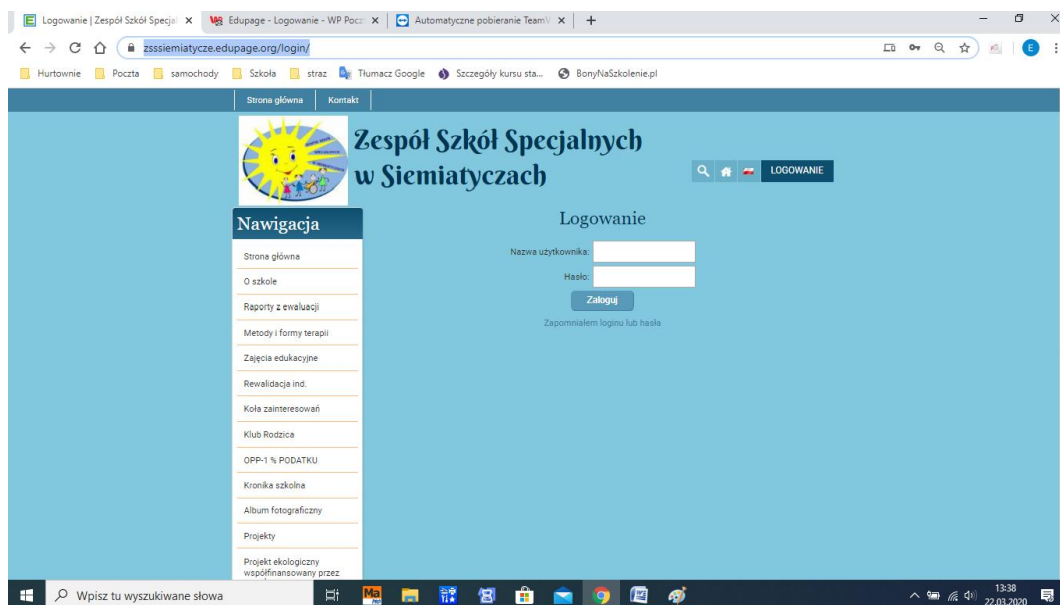 Logowanie | Zespół Szkół Specja
Edupage - Logowanie - WP Pocz
Automatyczne pobieranie TeamV
zsssiemiatycze.edupage.org/login/
Hurtownie
Poczta
samochody
Szkoła
straz
Tłumacz Google
Szczegóły kursu sta...
BonyNaSzkolenie.pl
Strona główna
Kontakt
Zespół Szkół Specjalnych
w Siemiatyczach
LOGOWANIE
Nawigacja
Strona główna
O szkole
Raporty z ewaluacji
Metody i formy terapii
Zajęcia edukacyjne
Rewalidacja ind.
Koła zainteresowań
Klub Rodzica
OPP-1 % PODATKU
Kronika szkolna
Album fotograficzny
Projekty
Projekt ekologiczny
współfinansowany przez
Logowanie
Nazwa użytkownika:
Hasło:
Zaloguj
Zapomniałem loginu lub hasła
Wpisz tu wyszukiwane słowa
13:38
22.03.2020